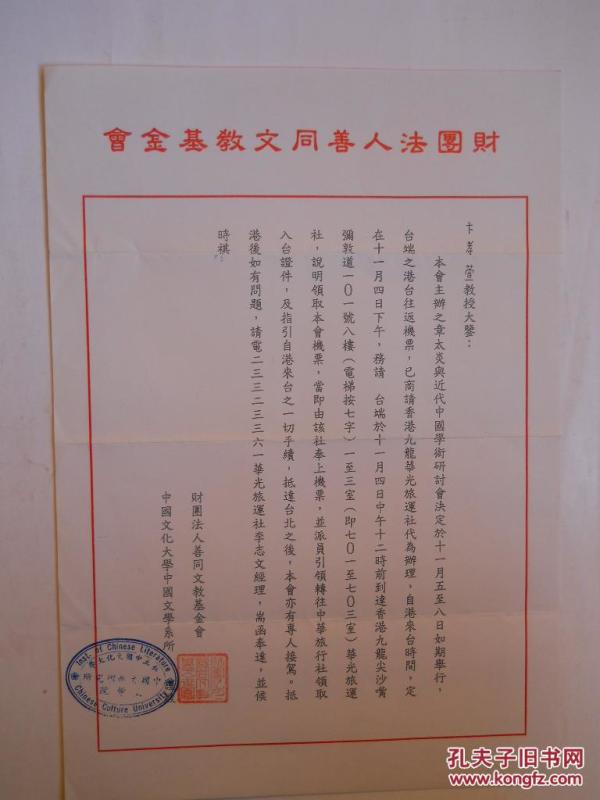 財團法人善同文教基金會
卞孝萱教授大鑒：
本會主辦之章太炎與近代中國學術研討會決定於十一月五至八日如期舉行，
台端之港台往返機票，已商請香港九龍華光旅運社代為辦理，自港來台時間，定
在十一月四日下午，務請　台端於十一月四日中午十二時前到達香港九龍尖沙嘴
彌敦道一〇一號八樓（電梯按七字）一至三室（即七〇一至七〇三室）華光旅運
社，說明領取本會機票，當即由該社奉上機票，並派員引領轉往中華旅行社領取
入台證件，及指引自港來台之一切手續，抵達台北之後，本會亦有專人接駕。抵
港後如有問題，請電二三三二三三六一華光旅運社李志文經理，耑函奉達，並候
時祺：
財團法人善同文教基金會
中國文化大學中國文學系所
Inst. of Chinese Literature
Chinese Culture University
孔夫子旧书网
www.kongfz.com